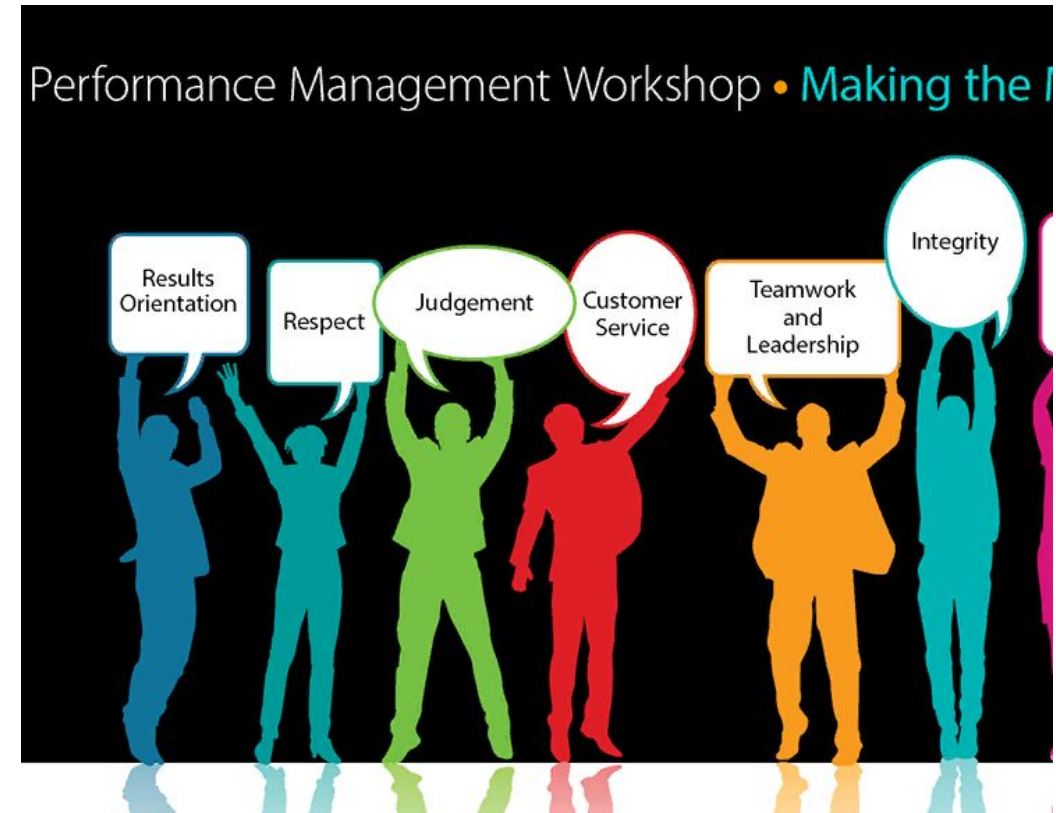 Performance Management Workshop • Making the
Results
Orientation
Respect
Judgement
Customer
Service
Teamwork
and
Leadership
Integrity